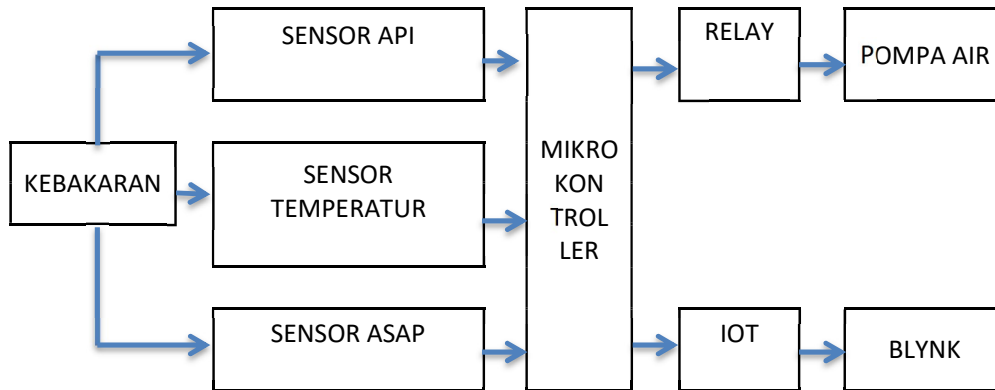 SENSOR API
RELAY
POMPA AIR
KEBAKARAN
SENSOR
TEMPERATUR
MIKRO
KON
TROL
LER
SENSOR ASAP
IOT
BLYNK